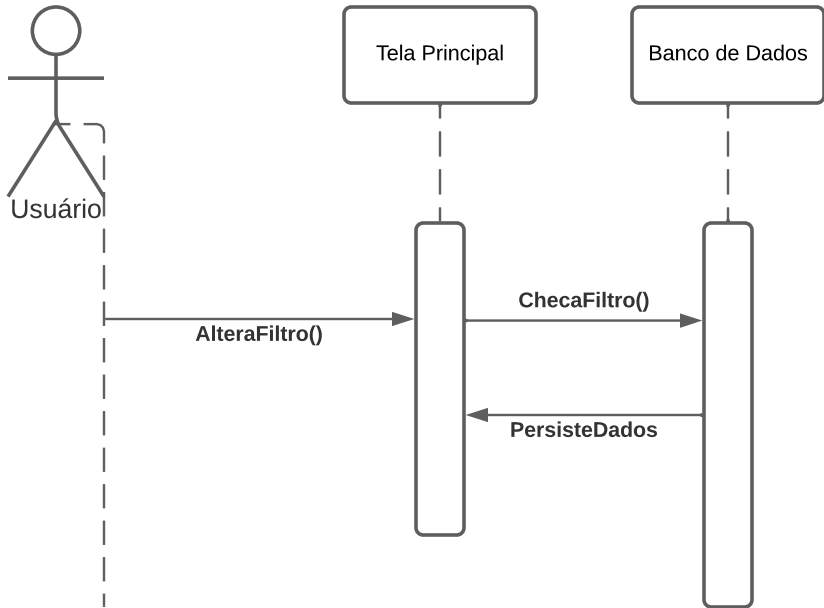 Tela Principal
Banco de Dados
Usuário
ChecaFiltro()
AlteraFiltro()
PersisteDados